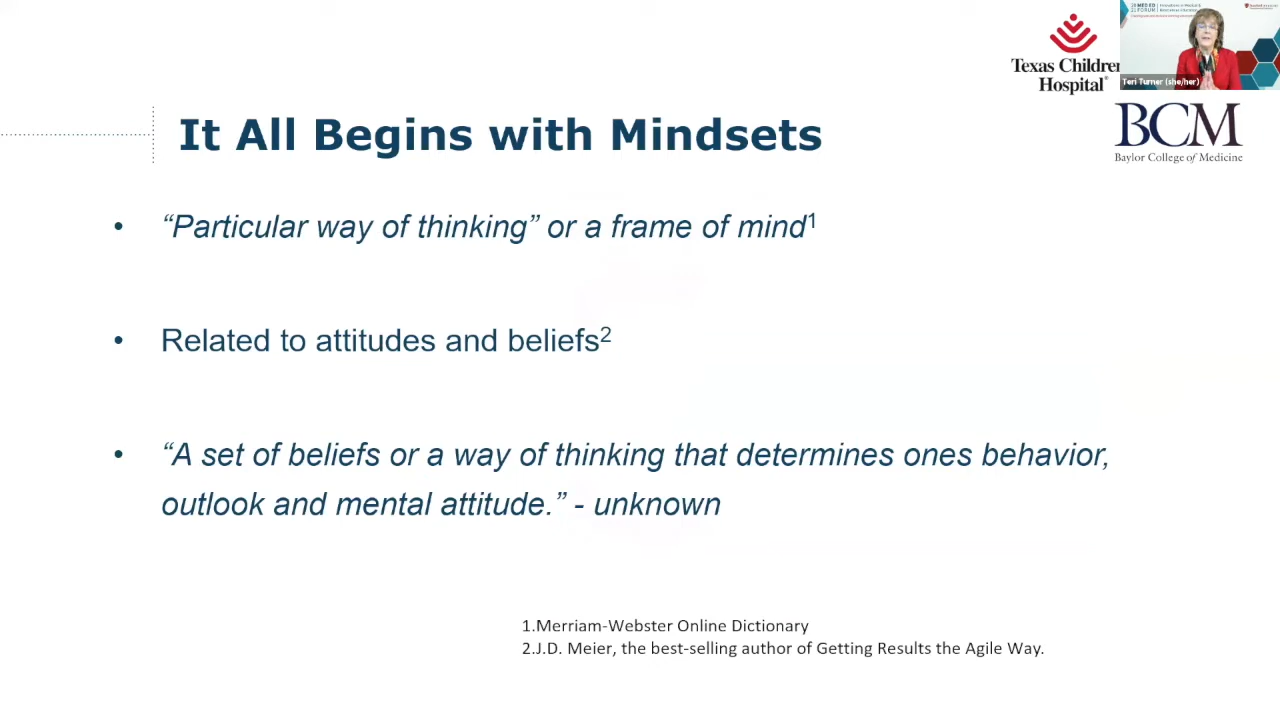 Texas Children
Hospital
Teri Turner (she/her)
BCM
Baylor College of Medicine
It All Begins with Mindsets
• “Particular way of thinking” or a frame of mind1
• Related to attitudes and beliefs2
• “A set of beliefs or a way of thinking that determines ones behavior,
outlook and mental attitude.” - unknown
1.Merriam-Webster Online Dictionary
2.J.D. Meier, the best-selling author of Getting Results the Agile Way.